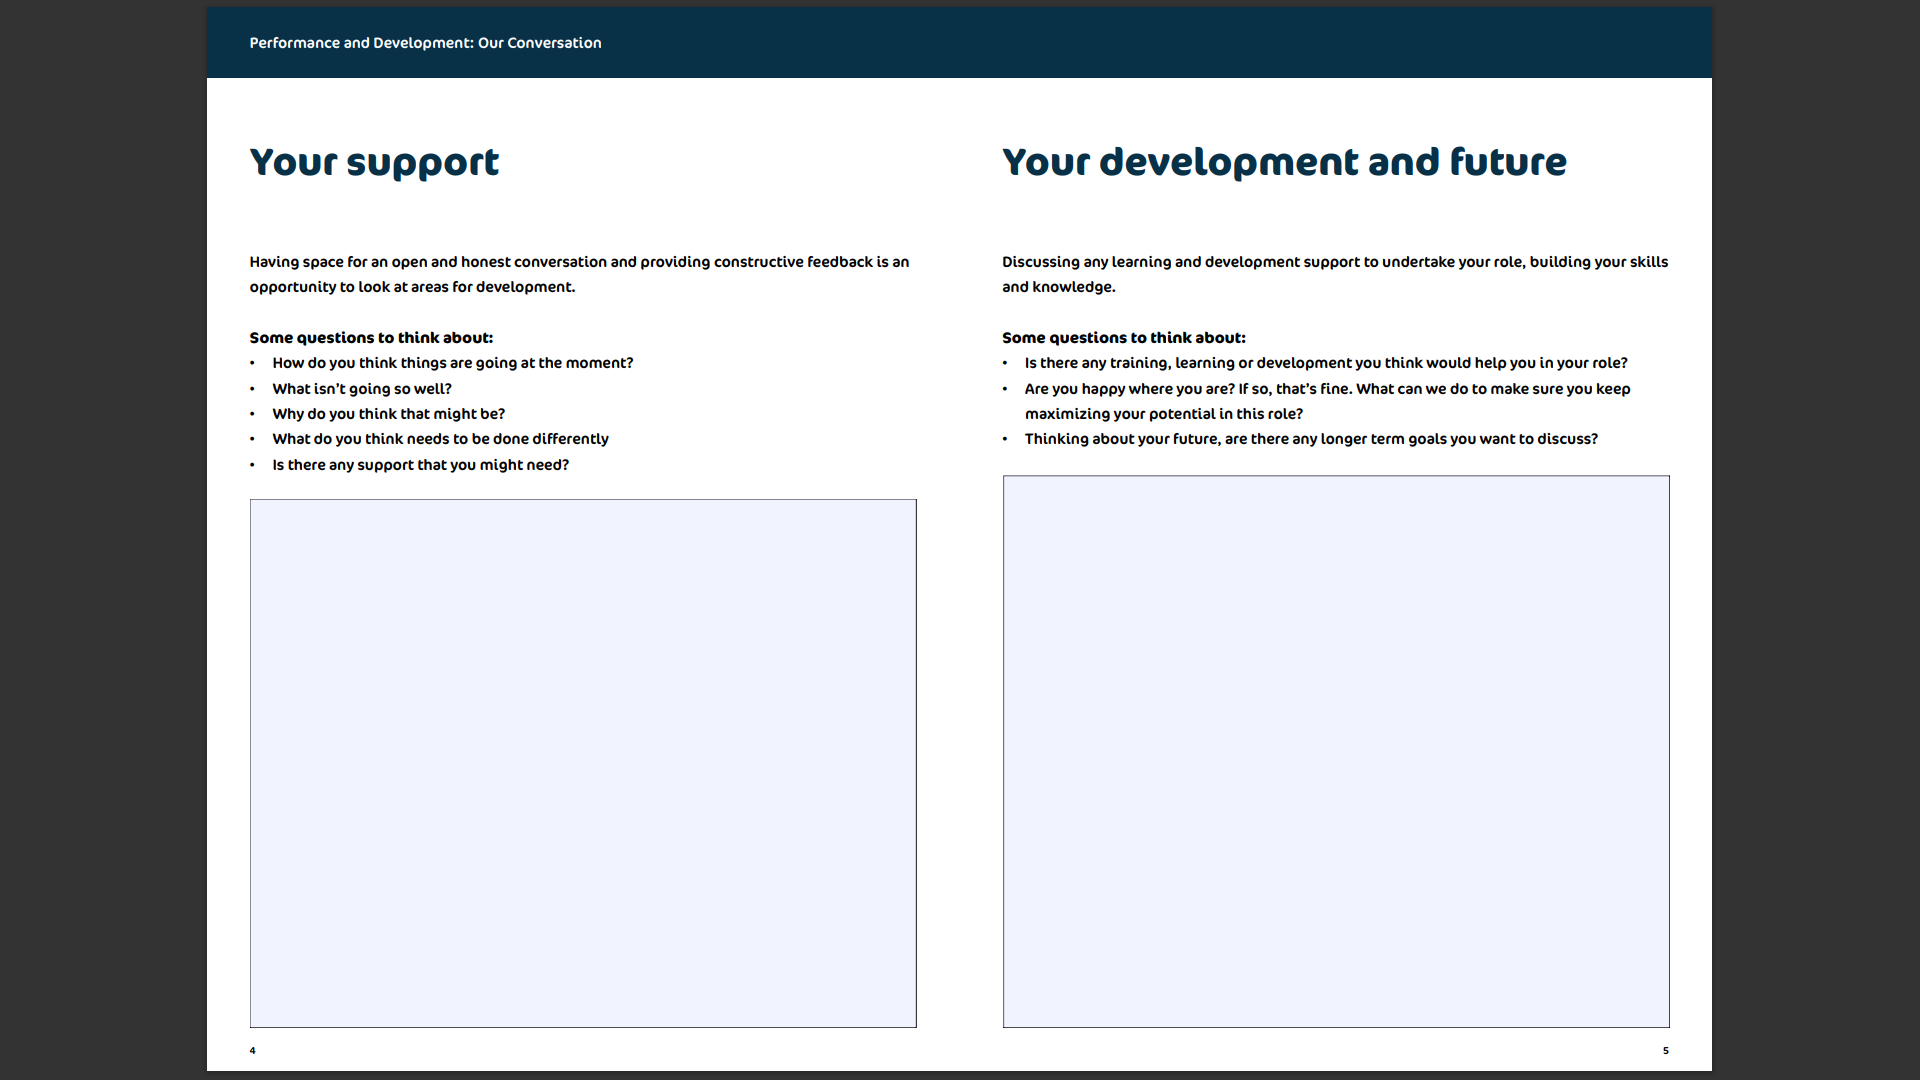 Performance and Development: Our Conversation
Your support
Having space for an open and honest conversation and providing constructive feedback is an
opportunity to look at areas for development.
Some questions to think about:
• How do you think things are going at the moment?
• What isn’t going so well?
• Why do you think that might be?
• What do you think needs to be done differently
• Is there any support that you might need?
4
Your development and future
Discussing any learning and development support to undertake your role, building your skills
and knowledge.
Some questions to think about:
• Is there any training, learning or development you think would help you in your role?
• Are you happy where you are? If so, that’s fine. What can we do to make sure you keep
maximizing your potential in this role?
• Thinking about your future, are there any longer term goals you want to discuss?
5